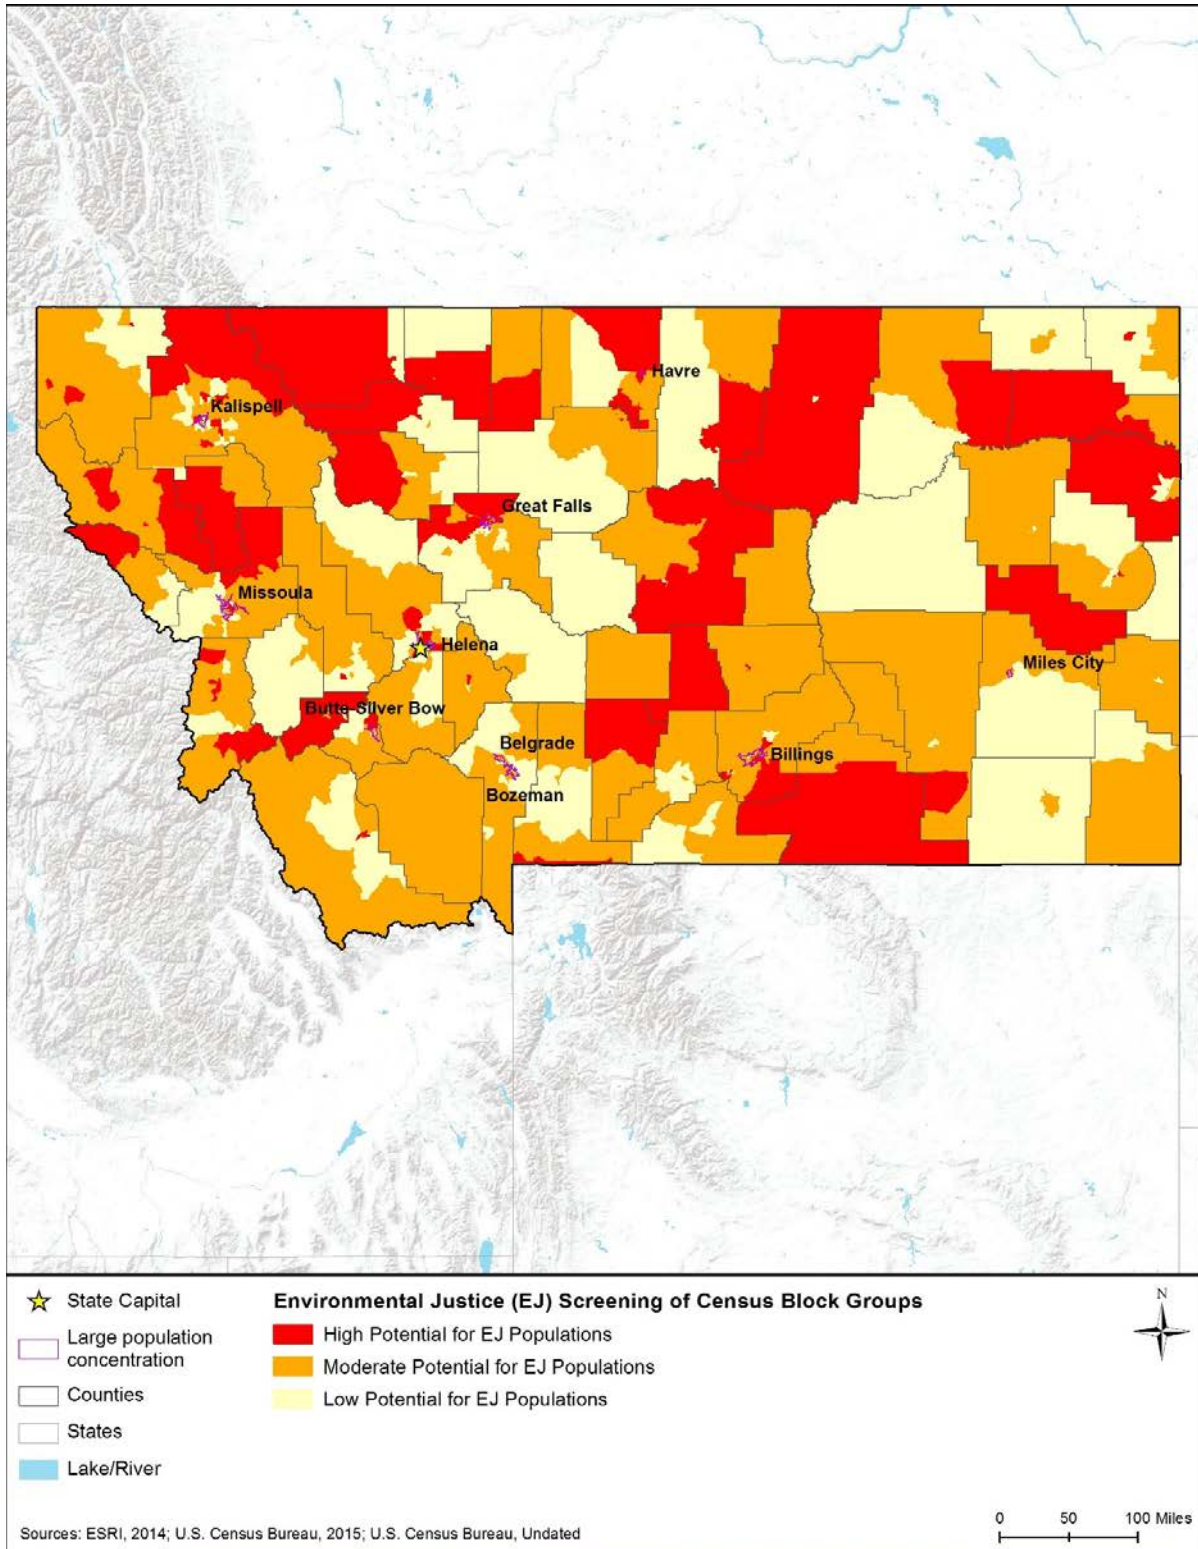 Havre
Kalispell
Great Falls
Missoula
Helena
Miles City
Butte-Silver Bow
Belgrade
Billings
Bozeman
State Capital
Large population
concentration
Counties
States
Lake/River
Environmental Justice (EJ) Screening of Census Block Groups
High Potential for EJ Populations
Moderate Potential for EJ Populations
Low Potential for EJ Populations
N
0 50 100 Miles
Sources: ESRI, 2014; U.S. Census Bureau, 2015; U.S. Census Bureau, Undated